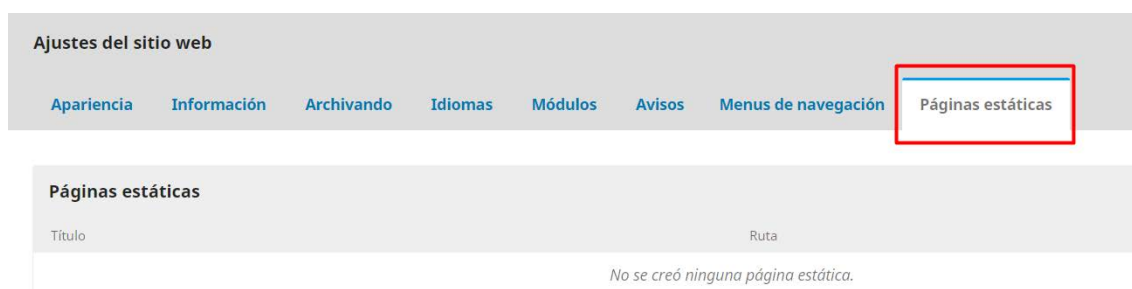 Ajustes del sitio web
Apariencia Información Archivando Idiomas Módulos Avisos Menus de navegación Páginas estáticas
Páginas estáticas
Título Ruta
No se creó ninguna página estática.